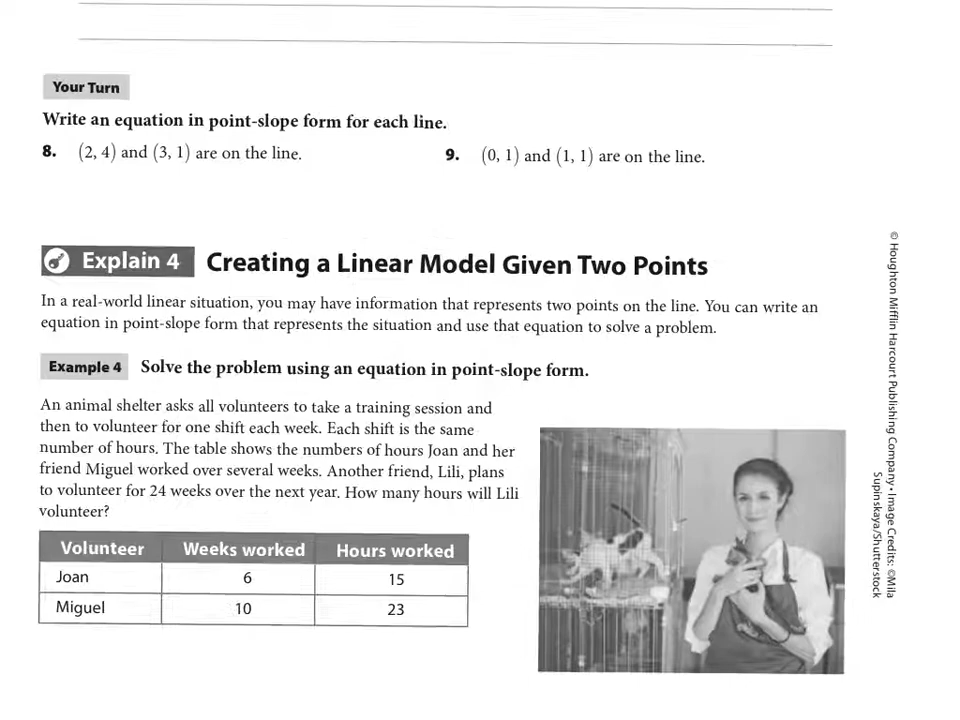 Your Turn
Write an equation in point-slope form for each line.
8. (2, 4) and (3, 1) are on the line.
9. (0, 1) and (1, 1) are on the line.
Explain 4 Creating a Linear Model Given Two Points
In a real-world linear situation, you may have information that represents two points on the line. You can write an
equation in point-slope form that represents the situation and use that equation to solve a problem.
Example 4 Solve the problem using an equation in point-slope form.
An animal shelter asks all volunteers to take a training session and
then to volunteer for one shift each week. Each shift is the same
number of hours. The table shows the numbers of hours Joan and her
friend Miguel worked over several weeks. Another friend, Lili, plans
to volunteer for 24 weeks over the next year. How many hours will Lili
volunteer?
Volunteer Weeks worked Hours worked
Joan 6 15
Miguel 10 23
© Houghton Mifflin Harcourt Publishing Company • Image Credits: ©Mila
Supinskaya/Shutterstock